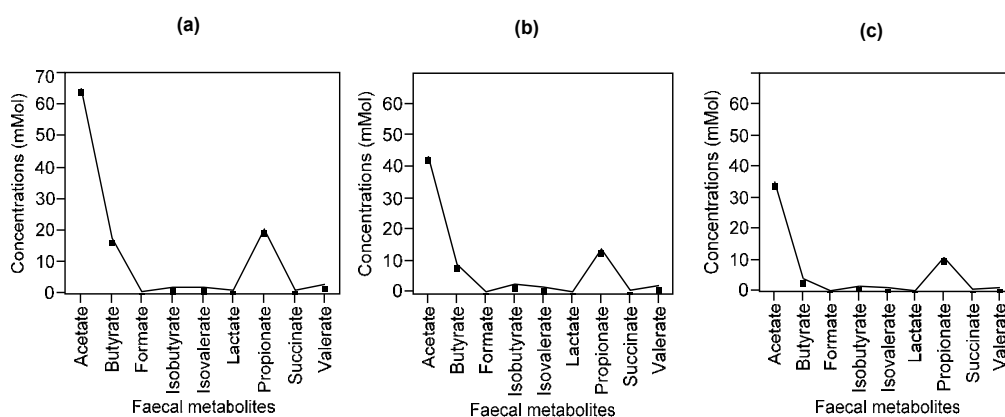 (a)
70
60
50
40
30
20
10
0
Concentrations (mMol)
Acetate
Butyrate
Formate
Isobutyrate
Isovalerate
Lactate
Propionate
Succinate
Valerate
Faecal metabolites
(b)
60
50
40
30
20
10
0
Concentrations (mMol)
Acetate
Butyrate
Formate
Isobutyrate
Isovalerate
Lactate
Propionate
Succinate
Valerate
Faecal metabolites
(c)
60
50
40
30
20
10
0
Concentrations (mMol)
Acetate
Butyrate
Formate
Isobutyrate
Isovalerate
Lactate
Propionate
Succinate
Valerate
Faecal metabolites